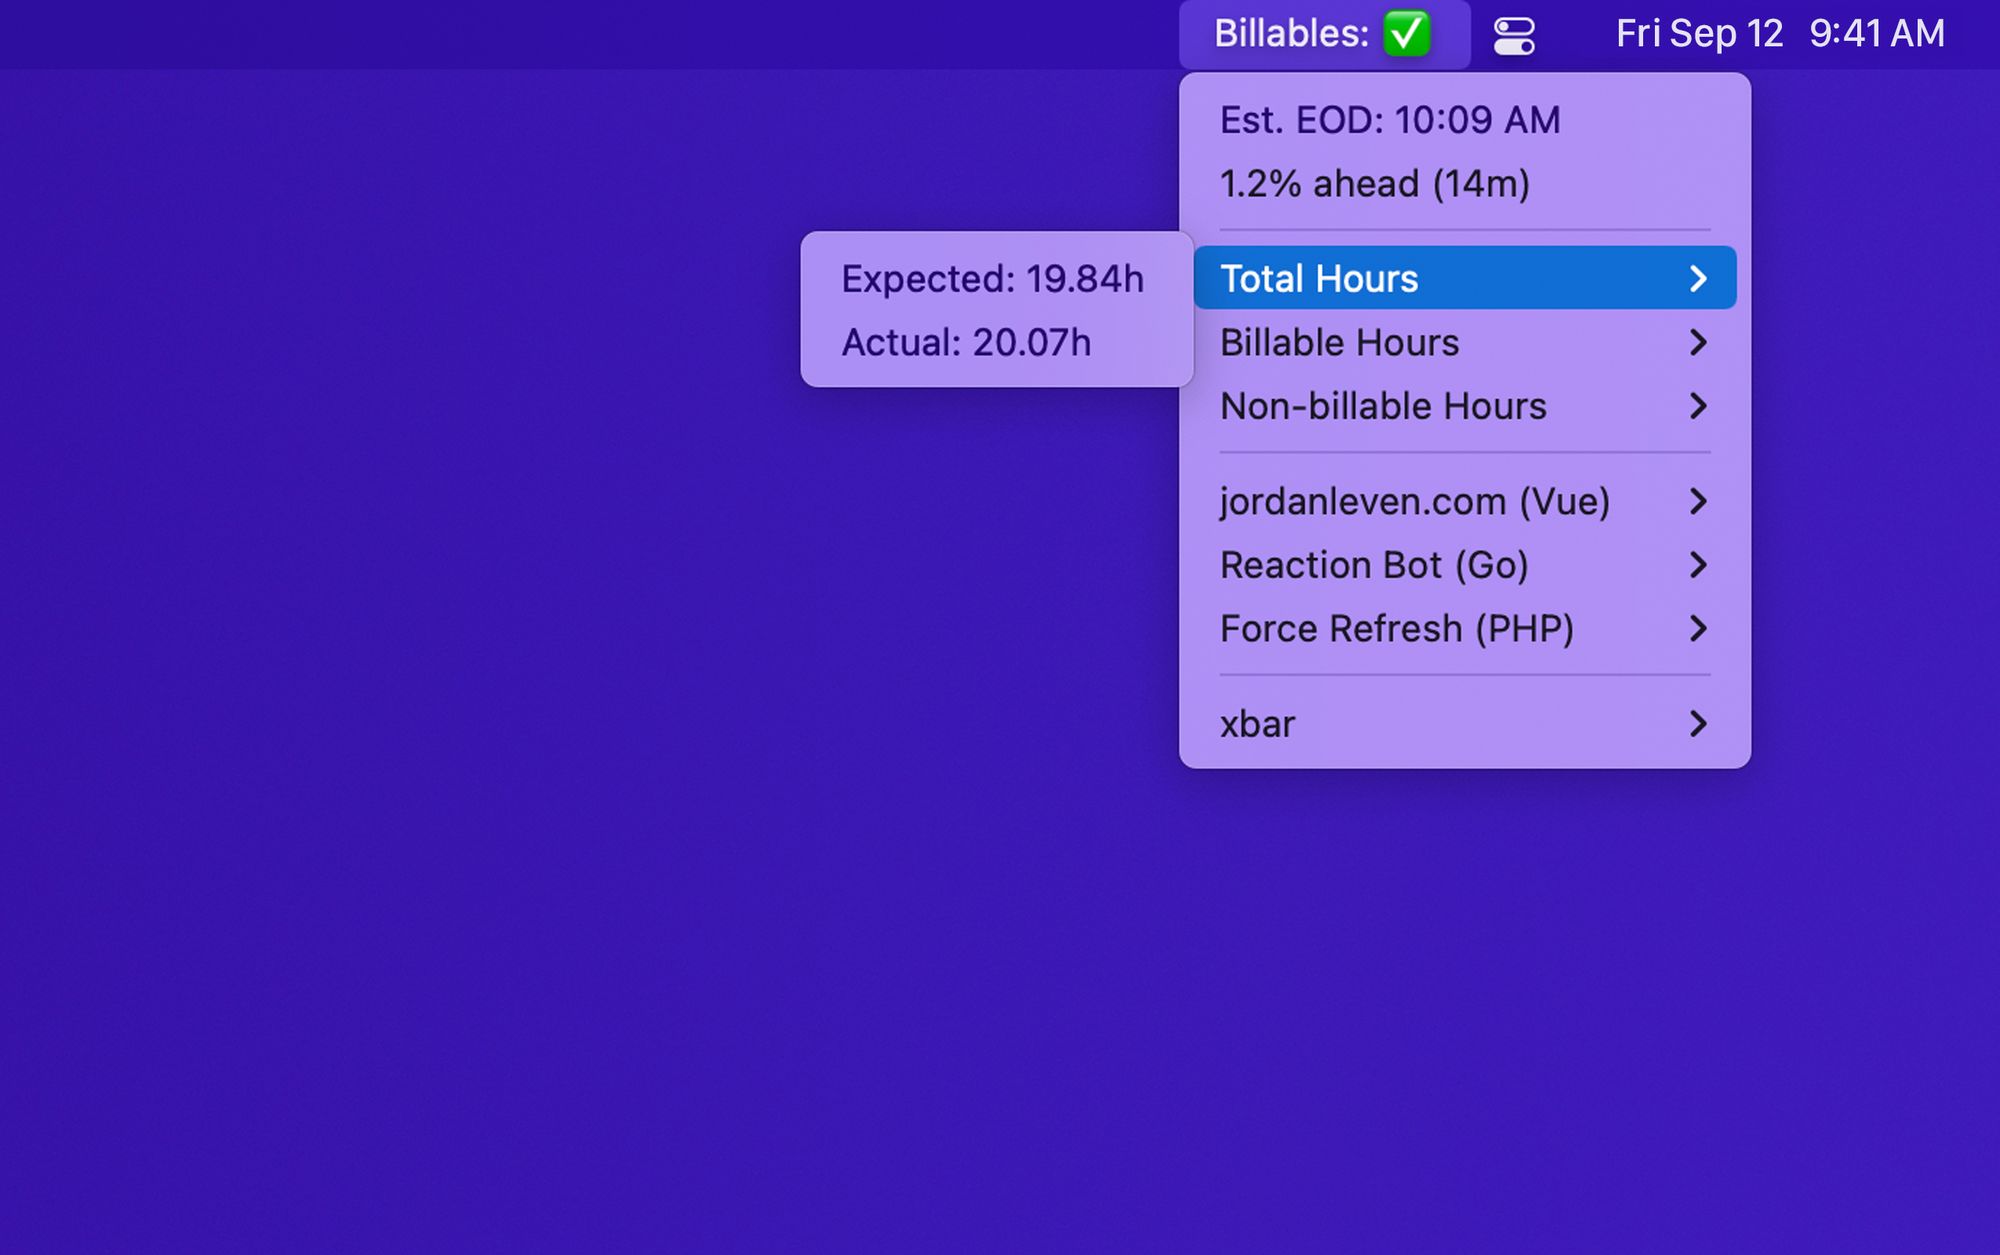 Billables: ✅ Fri Sep 12 9:41 AM
Est. EOD: 10:09 AM
1.2% ahead (14m)
Total Hours
Expected: 19.84h
Actual: 20.07h
Billable Hours
Non-billable Hours
jordanleven.com (Vue)
Reaction Bot (Go)
Force Refresh (PHP)
xbar